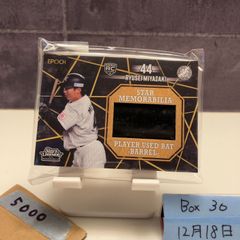 EPOCH
RC
44
RYUSEI MIYAZAKI
STAR
MEMORABILIA
PLAYER USED BAT
BARREL
5000
Box 30
12月18日